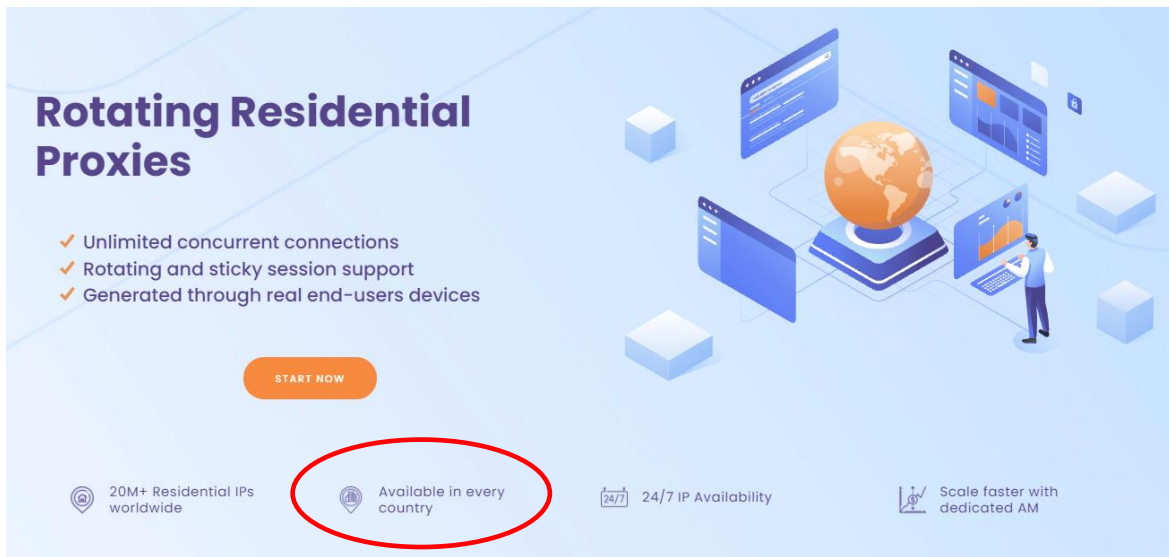 Rotating Residential
Proxies
Unlimited concurrent connections
Rotating and sticky session support
Generated through real end-users devices
START NOW
20M+ Residential IPs
worldwide
Available in every
country
24/7
24/7 IP Availability
Scale faster with
dedicated AM